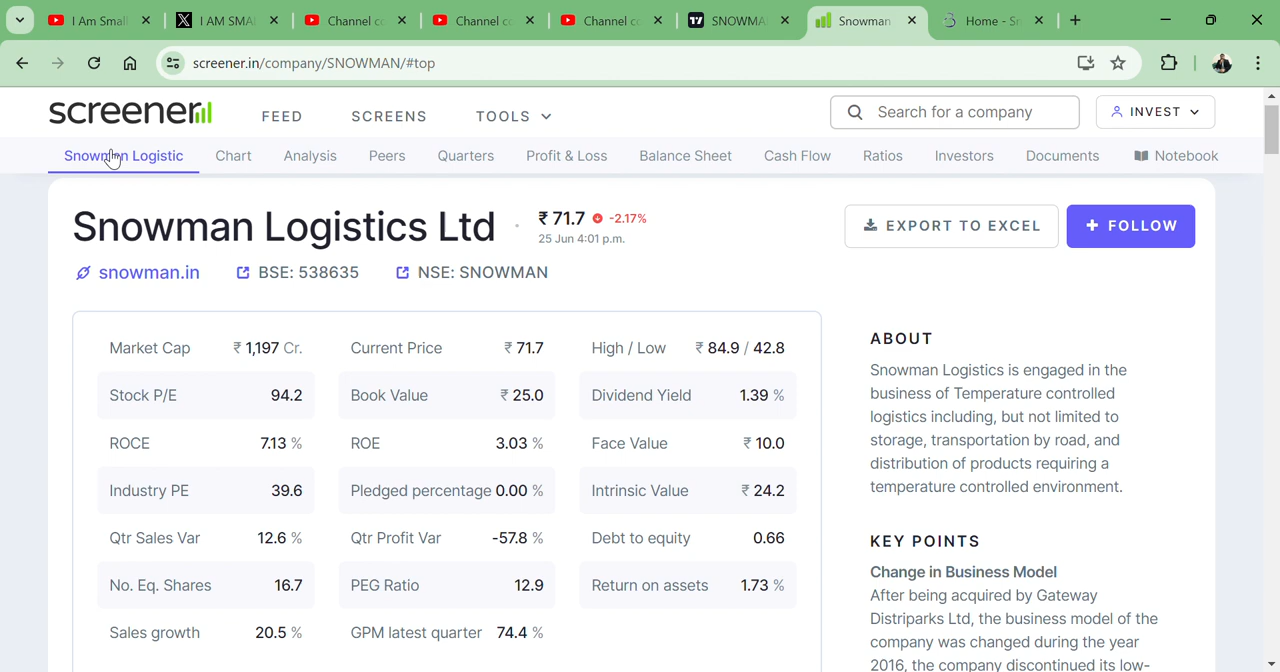 I Am Smal
I AM SMA
Channel c
Channel c
Channel c
SNOWMA
Snowman
Home - S
screener.in/company/SNOWMAN/#top
screener
FEED
SCREENS
TOOLS
Search for a company
INVEST
Snowman Logistic
Chart
Analysis
Peers
Quarters
Profit & Loss
Balance Sheet
Cash Flow
Ratios
Investors
Documents
Notebook
Snowman Logistics Ltd
₹ 71.7 -2.17%
25 Jun 4:01 p.m.
EXPORT TO EXCEL
+ FOLLOW
snowman.in
BSE: 538635
NSE: SNOWMAN
Market Cap ₹ 1,197 Cr.
Current Price ₹ 71.7
High / Low ₹ 84.9 / 42.8
Stock P/E 94.2
Book Value ₹ 25.0
Dividend Yield 1.39 %
ROCE 7.13 %
ROE 3.03 %
Face Value ₹ 10.0
Industry PE 39.6
Pledged percentage 0.00 %
Intrinsic Value ₹ 24.2
Qtr Sales Var 12.6 %
Qtr Profit Var -57.8 %
Debt to equity 0.66
No. Eq. Shares 16.7
PEG Ratio 12.9
Return on assets 1.73 %
Sales growth 20.5 %
GPM latest quarter 74.4 %
ABOUT
Snowman Logistics is engaged in the
business of Temperature controlled
logistics including, but not limited to
storage, transportation by road, and
distribution of products requiring a
temperature controlled environment.
KEY POINTS
Change in Business Model
After being acquired by Gateway
Distriparks Ltd, the business model of the
company was changed during the year
2016, the company discontinued its low-